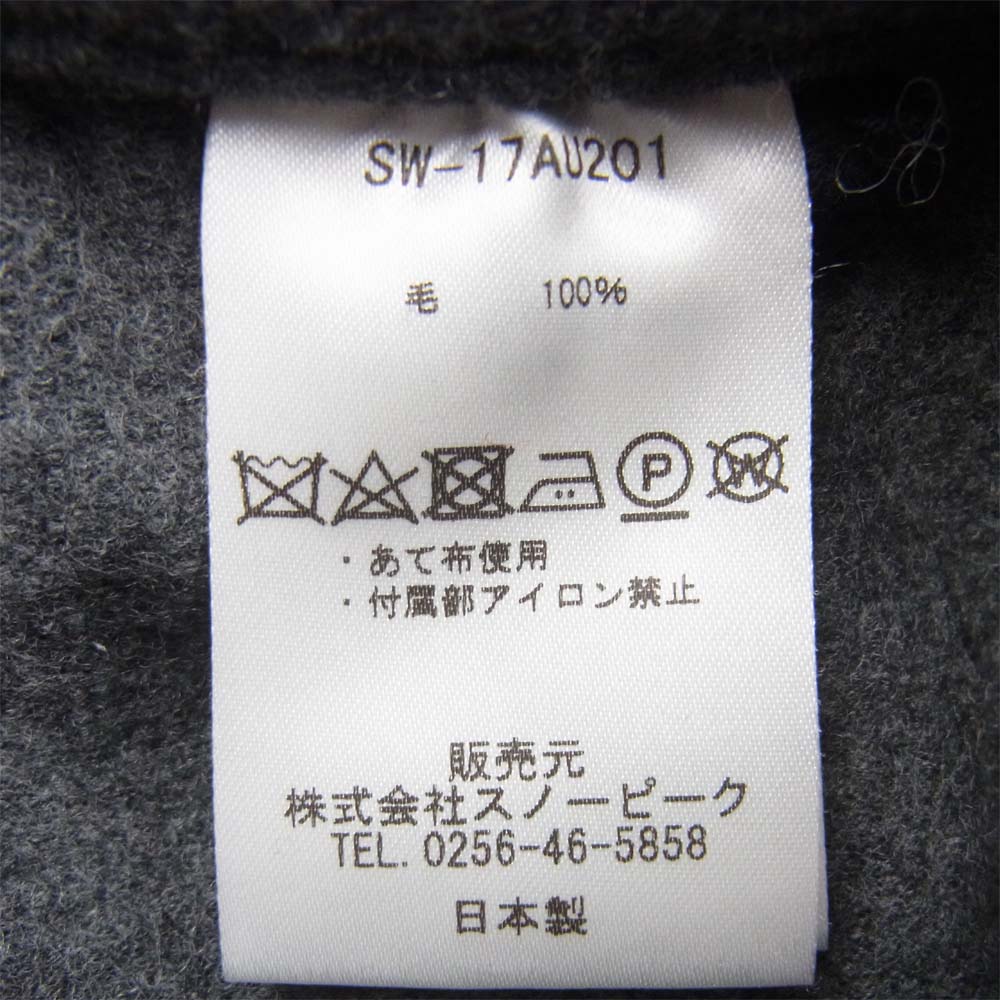 SW-17AU201
毛 100%
P W
・あて布使用
・付属部アイロン禁止
販売元
株式会社スノーピーク
TEL. 0256-46-5858
日本製